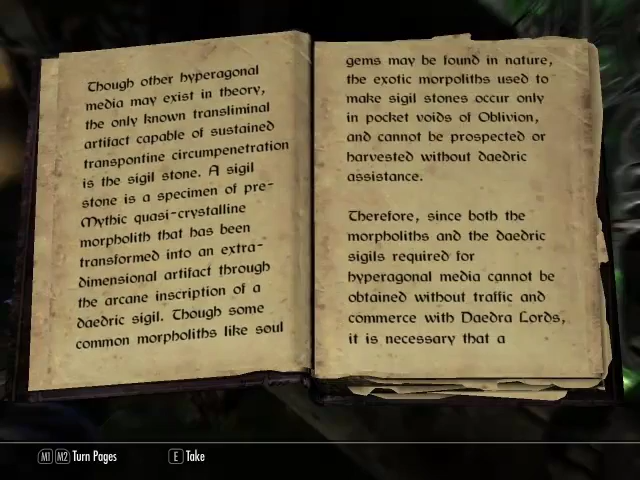 Though other hyperagonal
media may exist in theory,
the only known transliminal
artifact capable of sustained
transpontine circumpenetration
is the sigil stone. A sigil
stone is a specimen of pre-
Mythic quasi-crystalline
morpholith that has been
transformed into an extra-
dimensional artifact through
the arcane inscription of a
daedric sigil. Though some
common morpholiths like soul
gems may be found in nature,
the exotic morpoliths used to
make sigil stones occur only
in pocket voids of Oblivion,
and cannot be prospected or
harvested without daedric
assistance.
Therefore, since both the
morpholiths and the daedric
sigils required for
hyperagonal media cannot be
obtained without traffic and
commerce with Daedra Lords,
it is necessary that a
M1 M2 Turn Pages
E Take